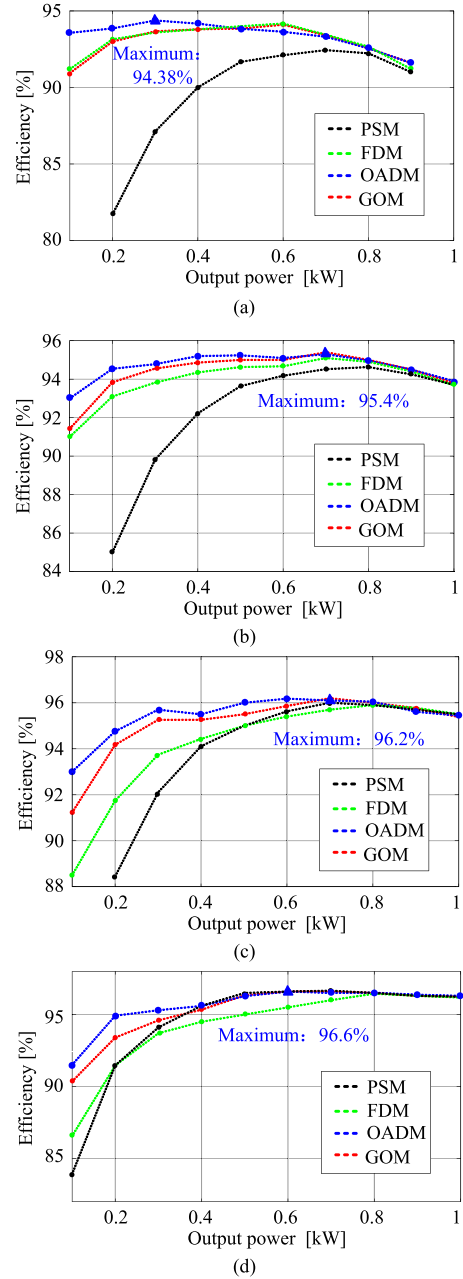 95
90
85
80
Efficiency [%]
Maximum: 94.38%
PSM
FDM
OADM
GOM
0.2 0.4 0.6 0.8 1
Output power [kW]
(a)
96
94
92
90
88
86
84
Efficiency [%]
Maximum: 95.4%
PSM
FDM
OADM
GOM
0.2 0.4 0.6 0.8 1
Output power [kW]
(b)
98
96
94
92
90
88
Efficiency [%]
Maximum: 96.2%
PSM
FDM
OADM
GOM
0.2 0.4 0.6 0.8 1
Output power [kW]
(c)
95
90
85
Efficiency [%]
Maximum: 96.6%
PSM
FDM
OADM
GOM
0.2 0.4 0.6 0.8 1
Output power [kW]
(d)